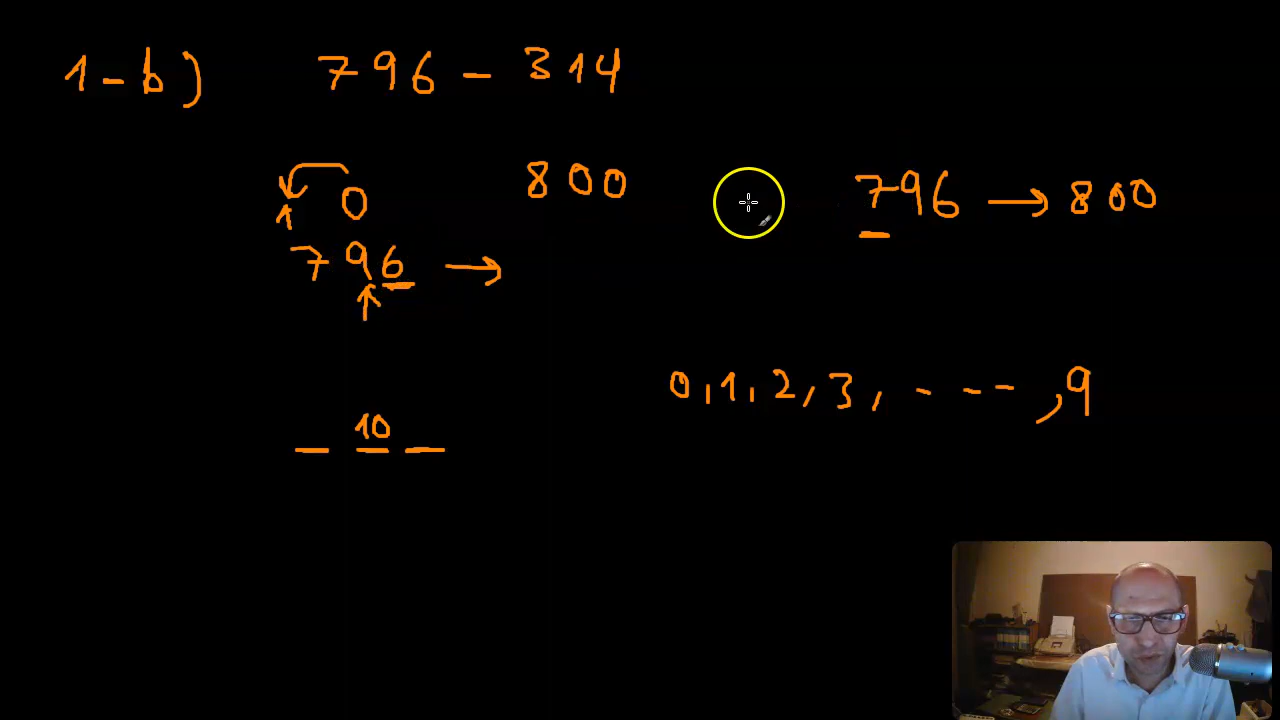 1-b) 796 - 314
800
796 → 800
1 0
796 →
0,1,2,3, - - - ,9
_ 10 _